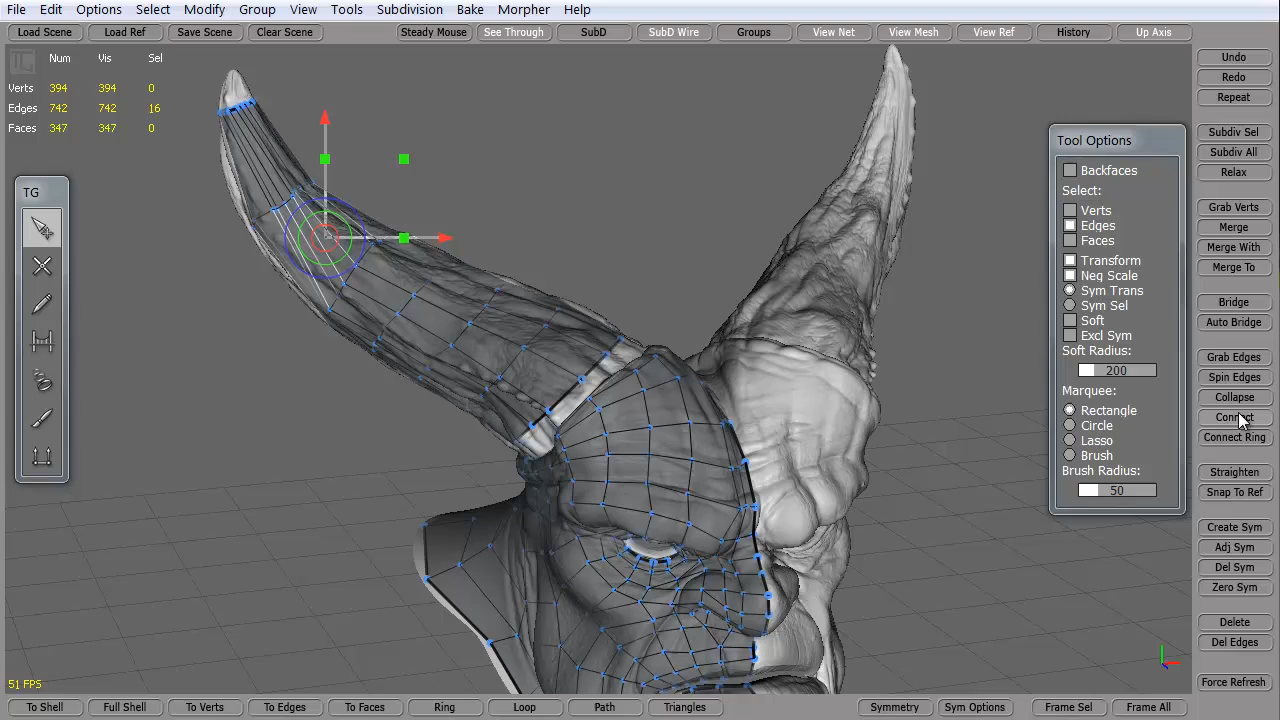 File Edit Options Select Modify Group View Tools Subdivision Bake Morpher Help
Load Scene Load Ref Save Scene Clear Scene Steady Mouse See Through SubD SubD Wire Groups View Net View Mesh View Ref History Up Axis
Num Vis Sel
Verts 394 394 0
Edges 742 742 16
Faces 347 347 0
TG
Tool Options
Backfaces
Select:
Verts
Edges
Faces
Transform
Neg Scale
Sym Trans
Sym Sel
Soft
Excl Sym
Soft Radius:
200
Marquee:
Rectangle
Circle
Lasso
Brush
Brush Radius:
50
Undo
Redo
Repeat
Subdiv Sel
Subdiv All
Relax
Grab Verts
Merge
Merge With
Merge To
Bridge
Auto Bridge
Grab Edges
Spin Edges
Collapse
Connect
Connect Ring
Straighten
Snap To Ref
Create Sym
Adj Sym
Del Sym
Zero Sym
Delete
Del Edges
Force Refresh
51 FPS
To Shell Full Shell To Verts To Edges To Faces Ring Loop Path Triangles Symmetry Sym Options Frame Sel Frame All